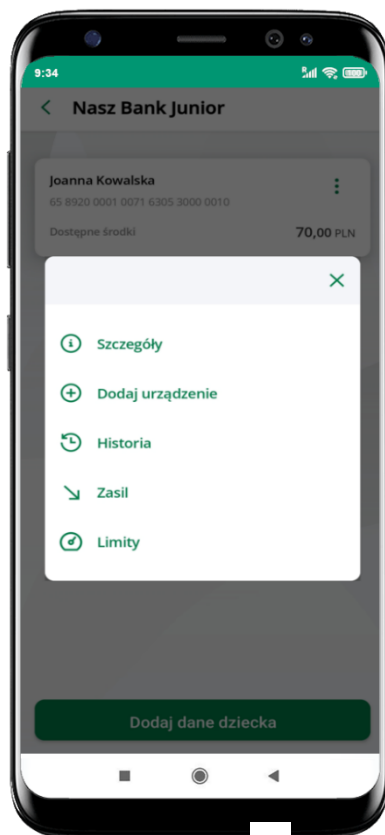 9:34
Nasz Bank Junior
Joanna Kowalska
65 8920 0001 0071 6305 3000 0010
Dostępne środki 70,00 PLN
Szczegóły
Dodaj urządzenie
Historia
Zasil
Limity
Dodaj dane dziecka